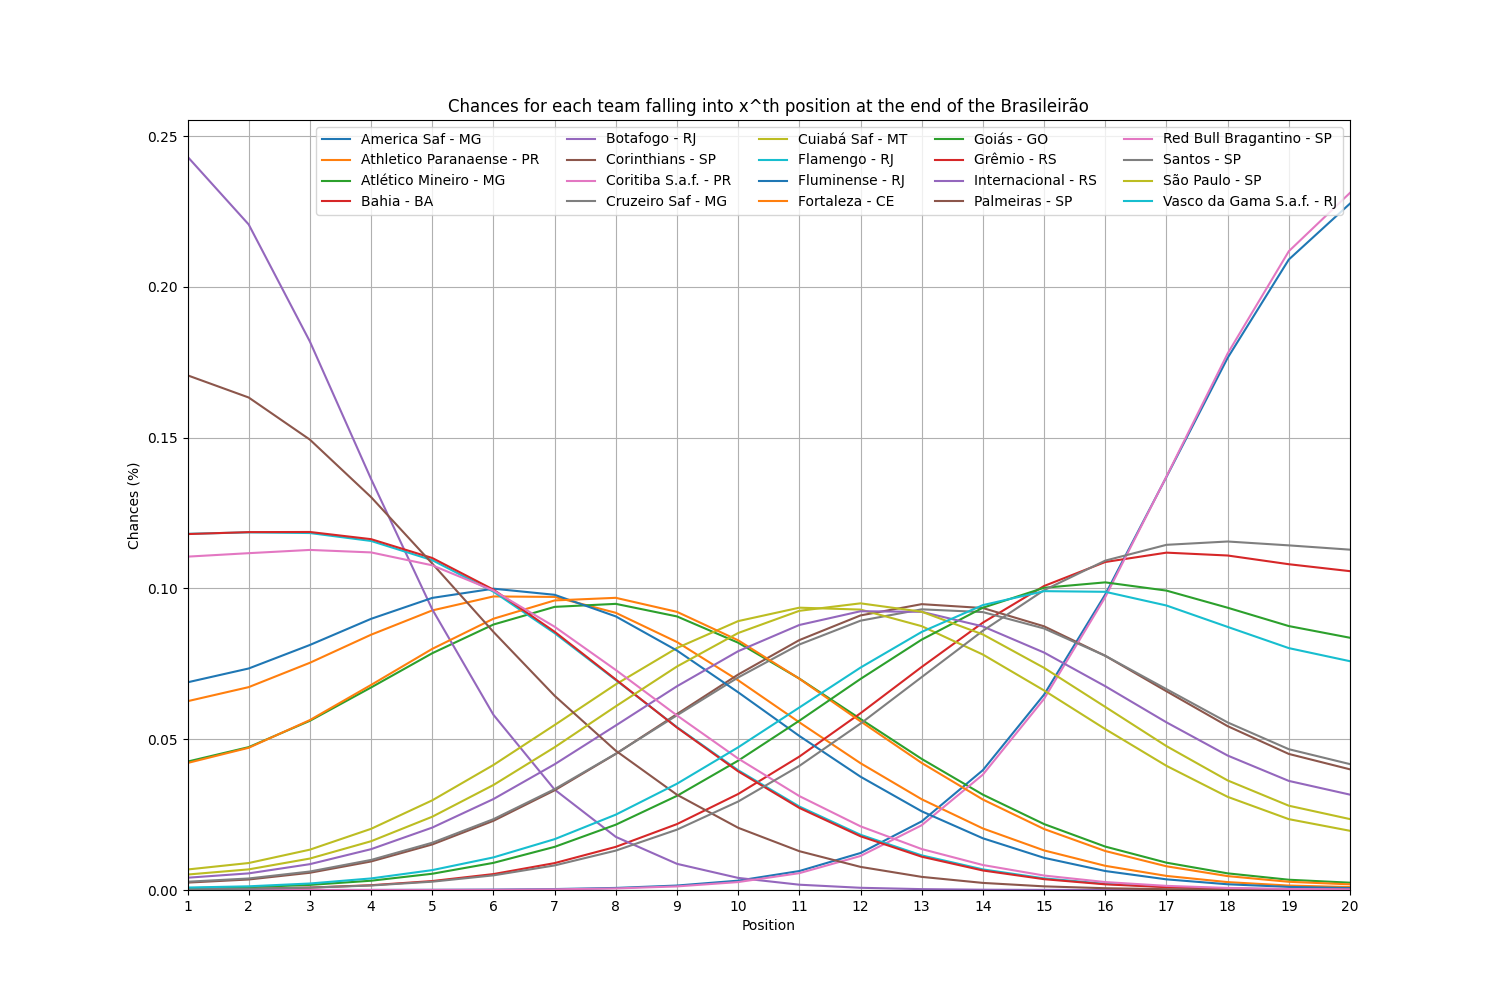 Chances for each team falling into x^th position at the end of the Brasileirão
America Saf - MG
Athletico Paranaense - PR
Atlético Mineiro - MG
Bahia - BA
Botafogo - RJ
Corinthians - SP
Coritiba S.a.f. - PR
Cruzeiro Saf - MG
Cuiabá Saf - MT
Flamengo - RJ
Fluminense - RJ
Fortaleza - CE
Goiás - GO
Grêmio - RS
Internacional - RS
Palmeiras - SP
Red Bull Bragantino - SP
Santos - SP
São Paulo - SP
Vasco da Gama S.a.f. - RJ
Chances (%)
0.25
0.20
0.15
0.10
0.05
0.00
1 2 3 4 5 6 7 8 9 10 11 12 13 14 15 16 17 18 19 20
Position